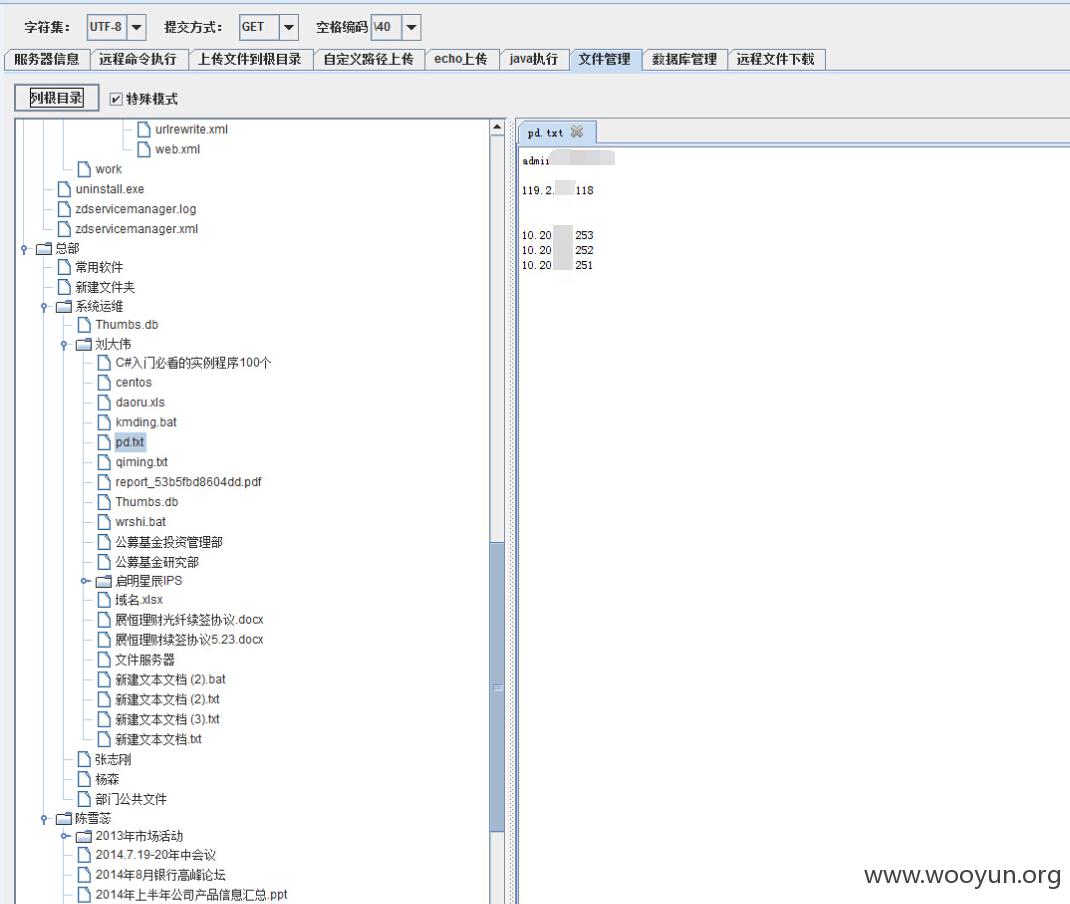 字符集: UTF-8 提交方式: GET 空格编码 \40
服务器信息 远程命令执行 上传文件到根目录 自定义路径上传 echo上传 java执行 文件管理 数据库管理 远程文件下载
列根目录 特殊模式
urlrewrite.xml
web.xml
work
uninstall.exe
zdservicemanager.log
zdservicemanager.xml
总部
常用软件
新建文件夹
系统运维
Thumbs.db
刘大伟
C#入门必看的实例程序100个
centos
daoru.xls
kmding.bat
pd.txt
qiming.txt
report_53b5fbd8604dd.pdf
Thumbs.db
wrshi.bat
公募基金投资管理部
公募基金研究部
启明星辰IPS
域名.xlsx
展恒理财光纤续签协议.docx
展恒理财续签协议5.23.docx
文件服务器
新建文本文档 (2).bat
新建文本文档 (2).txt
新建文本文档 (3).txt
新建文本文档.txt
张志刚
杨森
部门公共文件
陈雪蕊
2013年市场活动
2014.7.19-20年中会议
2014年8月银行高峰论坛
2014年上半年公司产品信息汇总.ppt
pd.txt
119.2. 118
10.20 253
10.20 252
10.20 251
www.wooyun.org